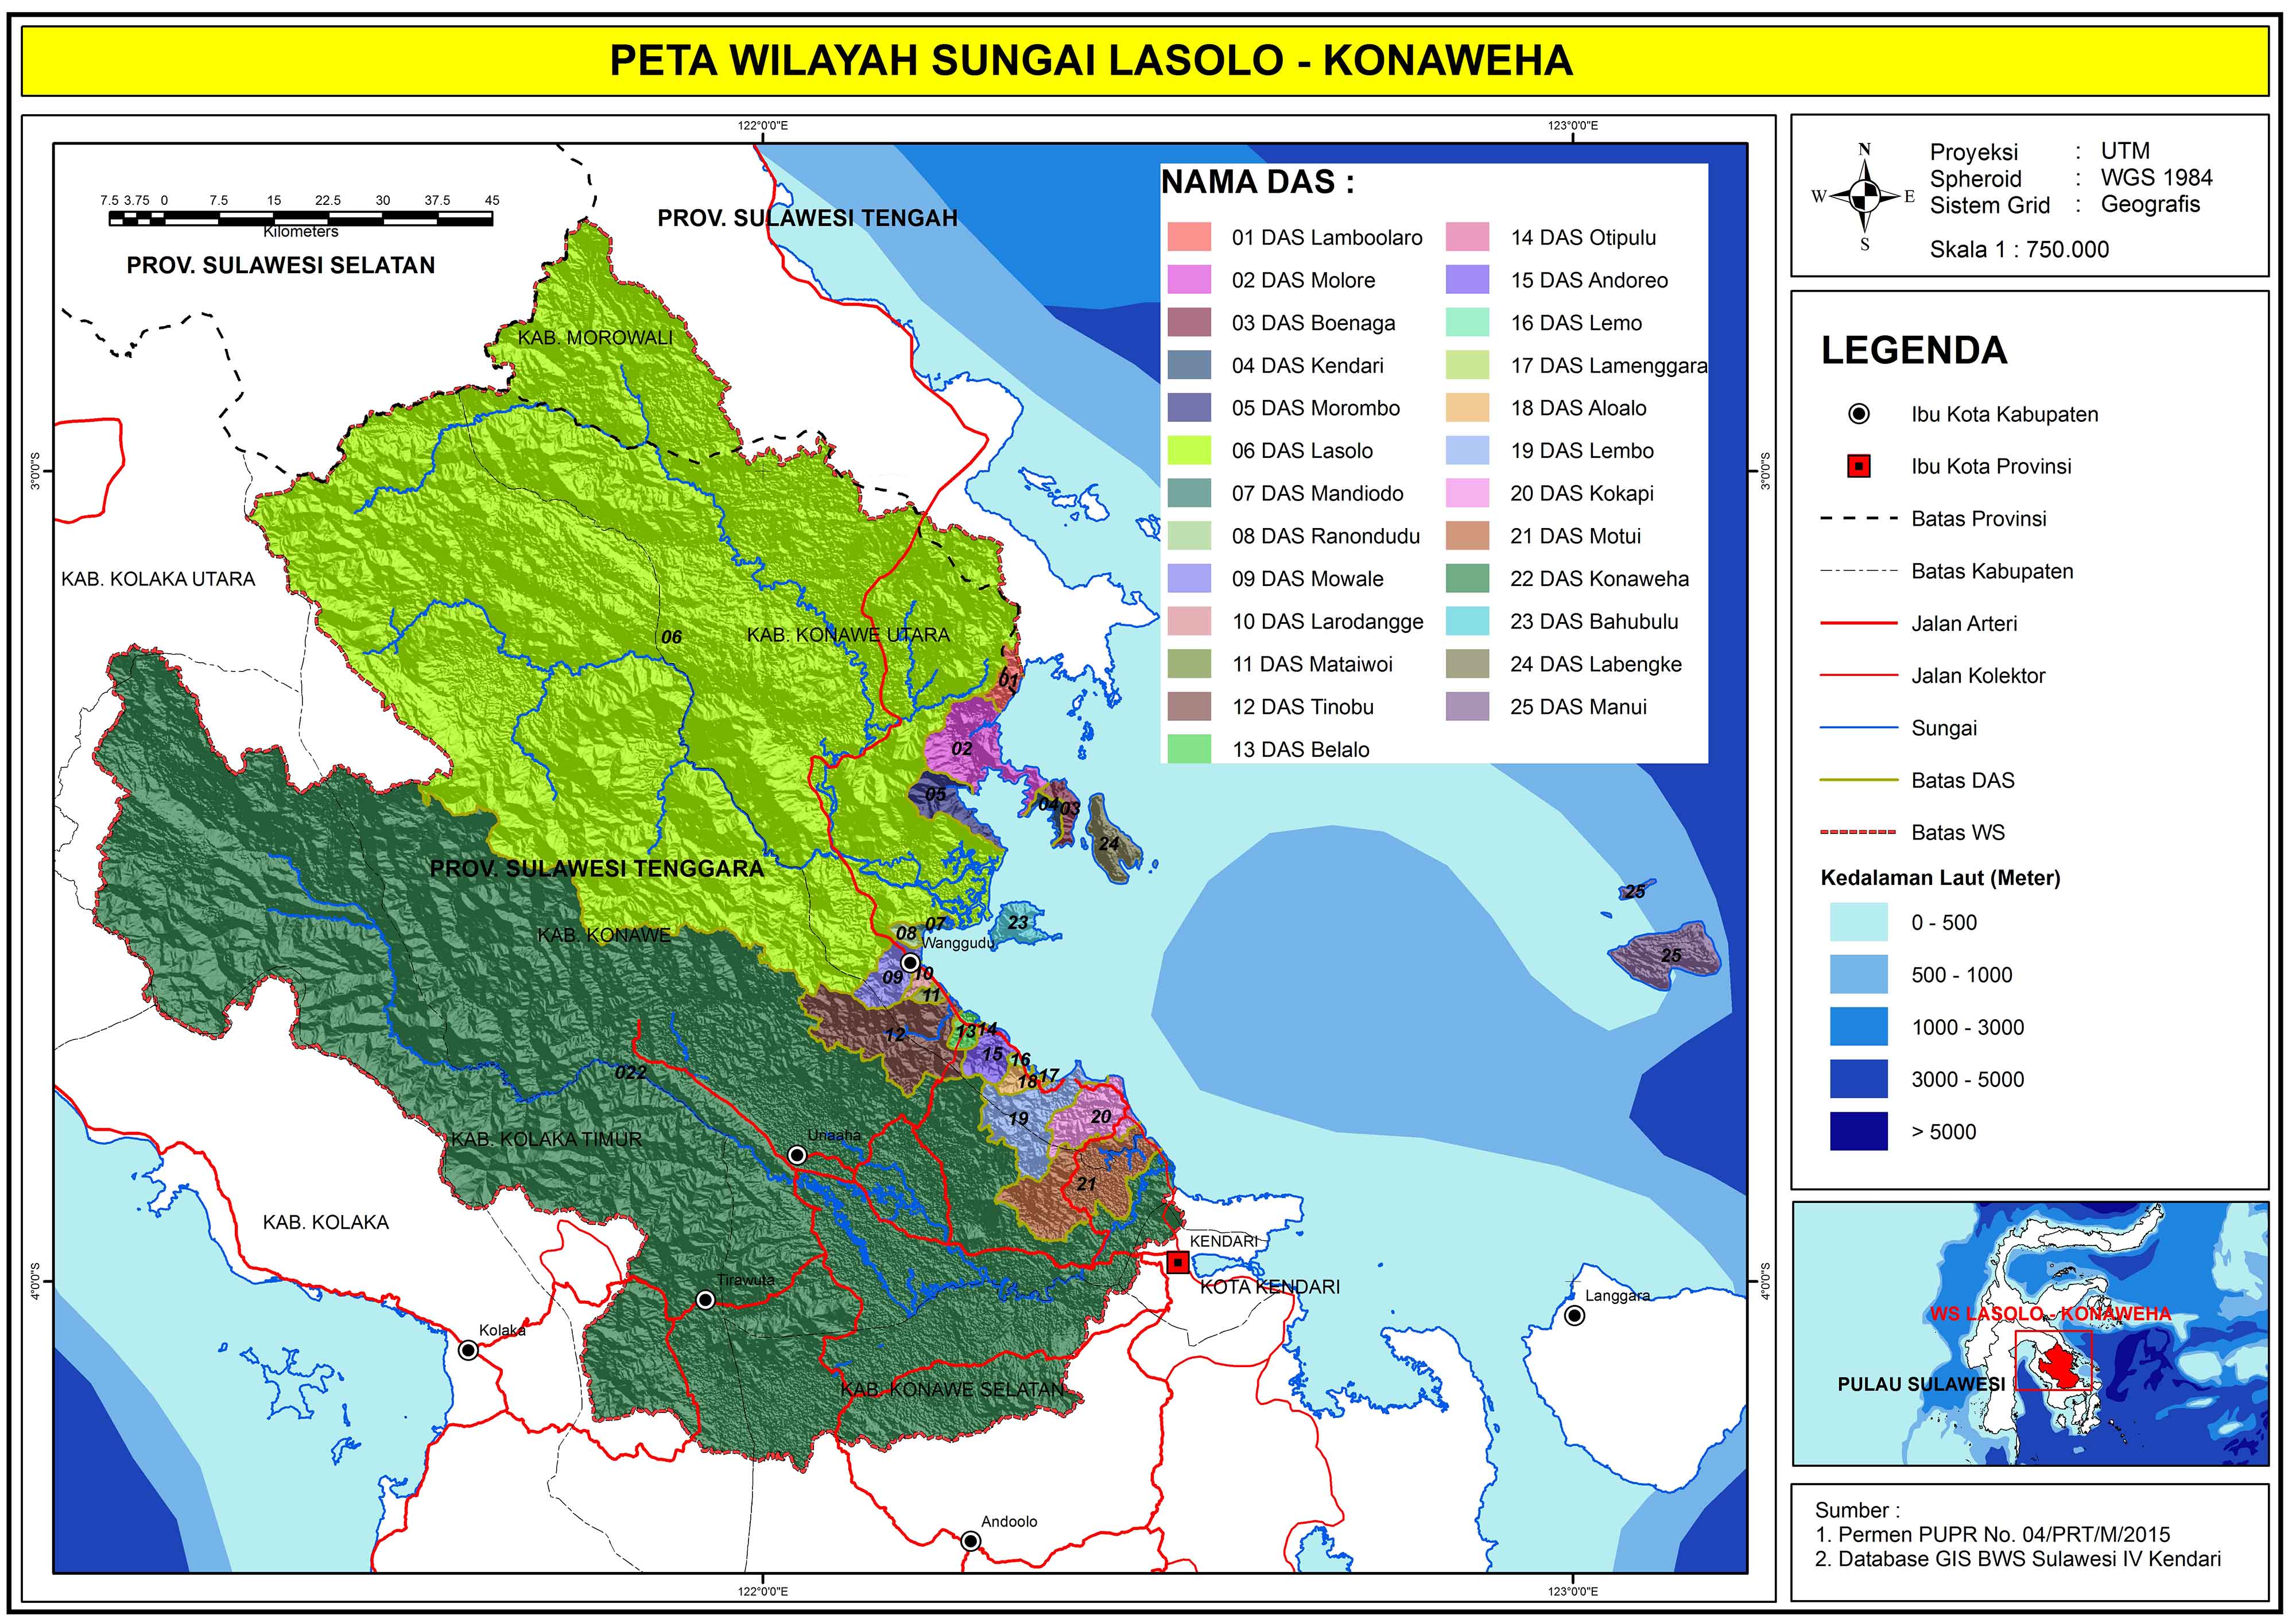 PETA WILAYAH SUNGAI LASOLO - KONAWEHA
122°0'0"E
123°0'0"E
7.5 3.75 0 7.5 15 22.5 30 37.5 45
Kilometers
PROV. SULAWESI TENGAH
PROV. SULAWESI SELATAN
KAB. MOROWALI
3°0'0"S
3°0'0"S
KAB. KOLAKA UTARA
06
KAB. KONAWE UTARA
01
02
05
04
03
24
PROV. SULAWESI TENGGARA
25
07
23
08
KAB. KONAWE
Wanggudu
25
09
10
11
12
13
14
15
16
022
18
17
19
20
Unaaha
KAB. KOLAKA TIMUR
21
KAB. KOLAKA
KENDARI
4°0'0"S
4°0'0"S
Tirawuta
KOTA KENDARI
Langgara
Kolaka
KAB. KONAWE SELATAN
Andoolo
122°0'0"E
123°0'0"E
NAMA DAS :
01 DAS Lamboolaro
02 DAS Molore
03 DAS Boenaga
04 DAS Kendari
05 DAS Morombo
06 DAS Lasolo
07 DAS Mandiodo
08 DAS Ranondudu
09 DAS Mowale
10 DAS Larodangge
11 DAS Mataiwoi
12 DAS Tinobu
13 DAS Belalo
14 DAS Otipulu
15 DAS Andoreo
16 DAS Lemo
17 DAS Lamenggara
18 DAS Aloalo
19 DAS Lembo
20 DAS Kokapi
21 DAS Motui
22 DAS Konaweha
23 DAS Bahubulu
24 DAS Labengke
25 DAS Manui
N
W
E
S
Proyeksi : UTM
Spheroid : WGS 1984
Sistem Grid : Geografis
Skala 1 : 750.000
LEGENDA
Ibu Kota Kabupaten
Ibu Kota Provinsi
Batas Provinsi
Batas Kabupaten
Jalan Arteri
Jalan Kolektor
Sungai
Batas DAS
Batas WS
Kedalaman Laut (Meter)
0 - 500
500 - 1000
1000 - 3000
3000 - 5000
> 5000
WS LASOLO - KONAWEHA
PULAU SULAWESI
Sumber :
1. Permen PUPR No. 04/PRT/M/2015
2. Database GIS BWS Sulawesi IV Kendari